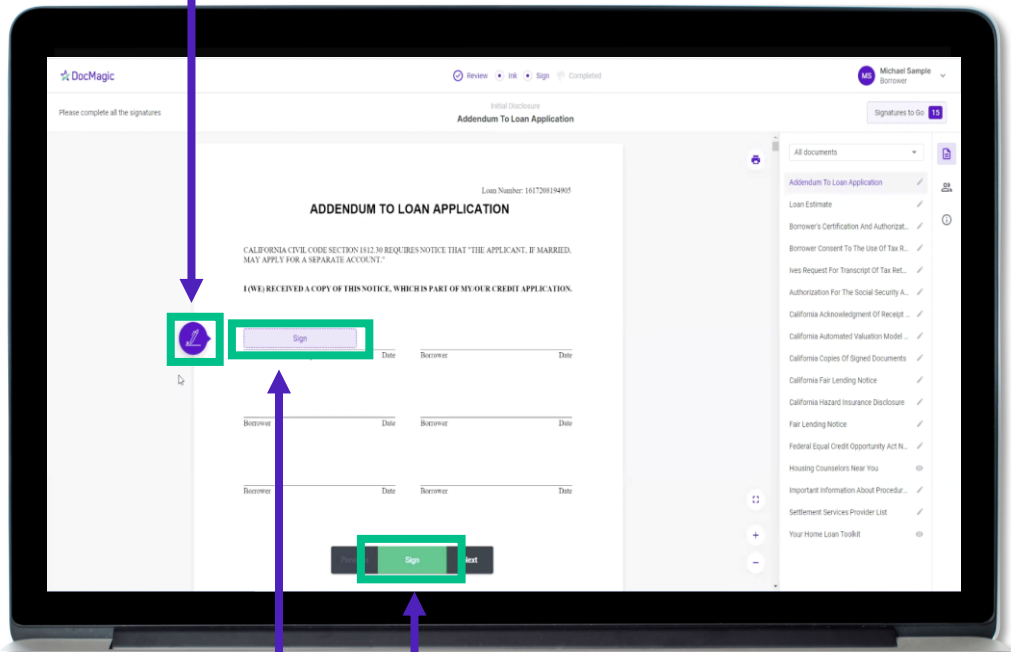 DocMagic
Review Ink Sign Completed
MS Michael Sample
Borrower
Please complete all the signatures
Initial Disclosure
Addendum To Loan Application
Signatures to Go 15
All documents
Addendum To Loan Application
Loan Estimate
Borrower's Certification And Authorizat...
Borrower Consent To The Use Of Tax R...
Ives Request For Transcript Of Tax Ret...
Authorization For The Social Security A...
California Acknowledgment Of Receipt ...
California Automated Valuation Model ...
California Copies Of Signed Documents
California Fair Lending Notice
California Hazard Insurance Disclosure
Fair Lending Notice
Federal Equal Credit Opportunity Act N...
Housing Counselors Near You
Important Information About Procedur...
Settlement Services Provider List
Your Home Loan Toolkit
Loan Number: 1617208194905
ADDENDUM TO LOAN APPLICATION
CALIFORNIA CIVIL CODE SECTION 1812.30 REQUIRES NOTICE THAT "THE APPLICANT, IF MARRIED,
MAY APPLY FOR A SEPARATE ACCOUNT."
I (WE) RECEIVED A COPY OF THIS NOTICE, WHICH IS PART OF MY/OUR CREDIT APPLICATION.
Sign
Date Borrower Date
Borrower Date Borrower Date
Borrower Date Borrower Date
Sign Next